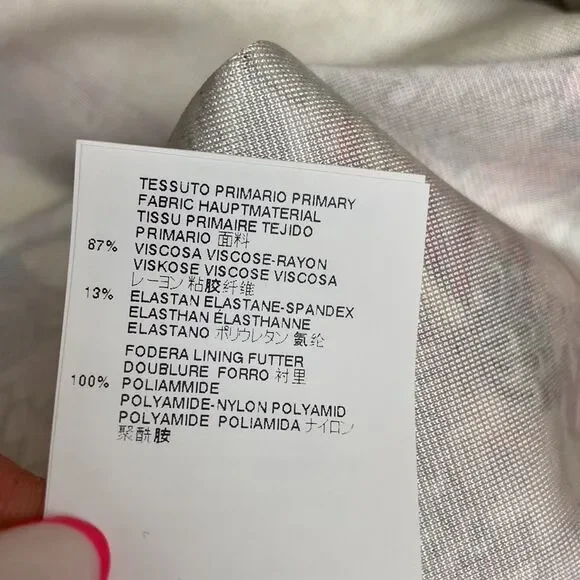 TESSUTO PRIMARIO PRIMARY
FABRIC HAUPTMATERIAL
TISSU PRIMAIRE TEJIDO
PRIMARIO 面料
87% VISCOSA VISCOSE-RAYON
VISKOSE VISCOSE VISCOSA
レーヨン 粘胶纤维
13% ELASTAN ELASTANE-SPANDEX
ELASTHAN ÉLASTHANNE
ELASTANO ポリウレタン 氨纶
FODERA LINING FUTTER
DOUBLURE FORRO 衬里
100% POLIAMMIDE
POLYAMIDE-NYLON POLYAMID
POLYAMIDE POLIAMIDA ナイロン
聚酰胺